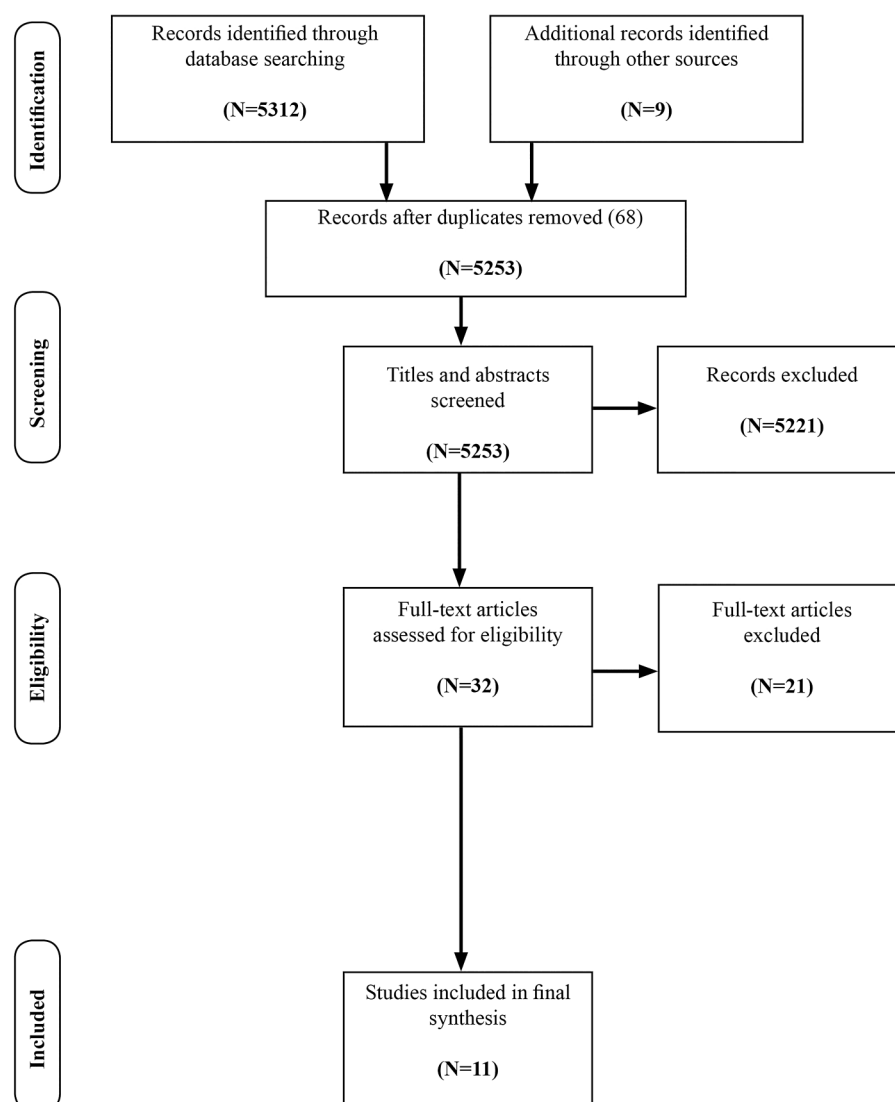 Identification
Records identified through
database searching
(N=5312)
Additional records identified
through other sources
(N=9)
Records after duplicates removed (68)
(N=5253)
Screening
Titles and abstracts
screened
(N=5253)
Records excluded
(N=5221)
Eligibility
Full-text articles
assessed for eligibility
(N=32)
Full-text articles
excluded
(N=21)
Included
Studies included in final
synthesis
(N=11)